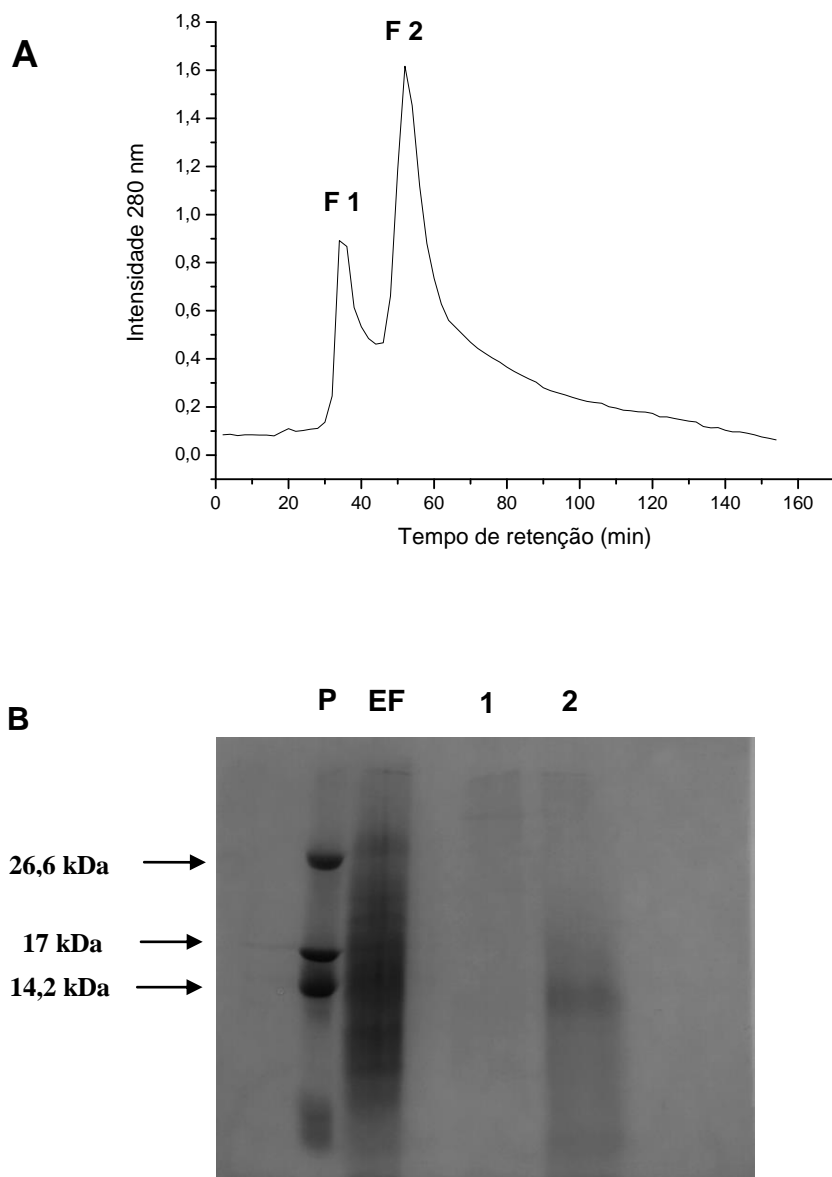 A
F 1
F 2
1,8
1,6
1,4
1,2
1,0
0,8
0,6
0,4
0,2
0,0
Intensidade 280 nm
0 20 40 60 80 100 120 140 160
Tempo de retenção (min)
B
P EF 1 2
26,6 kDa
17 kDa
14,2 kDa